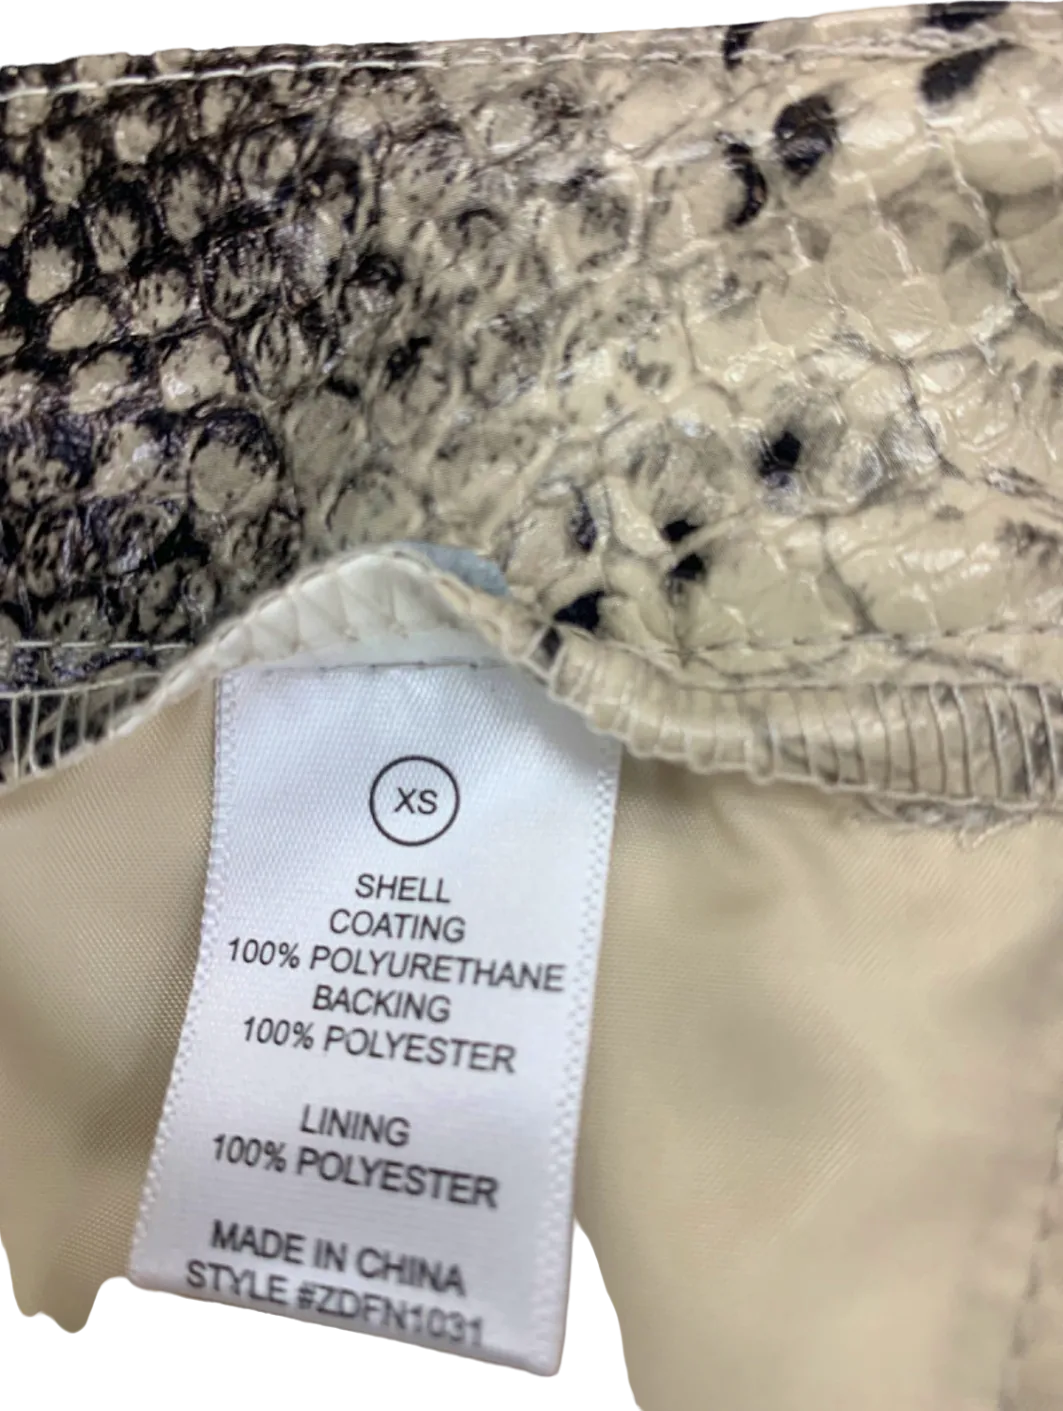 XS
SHELL
COATING
100% POLYURETHANE
BACKING
100% POLYESTER
LINING
100% POLYESTER
MADE IN CHINA
STYLE #ZDFN1031